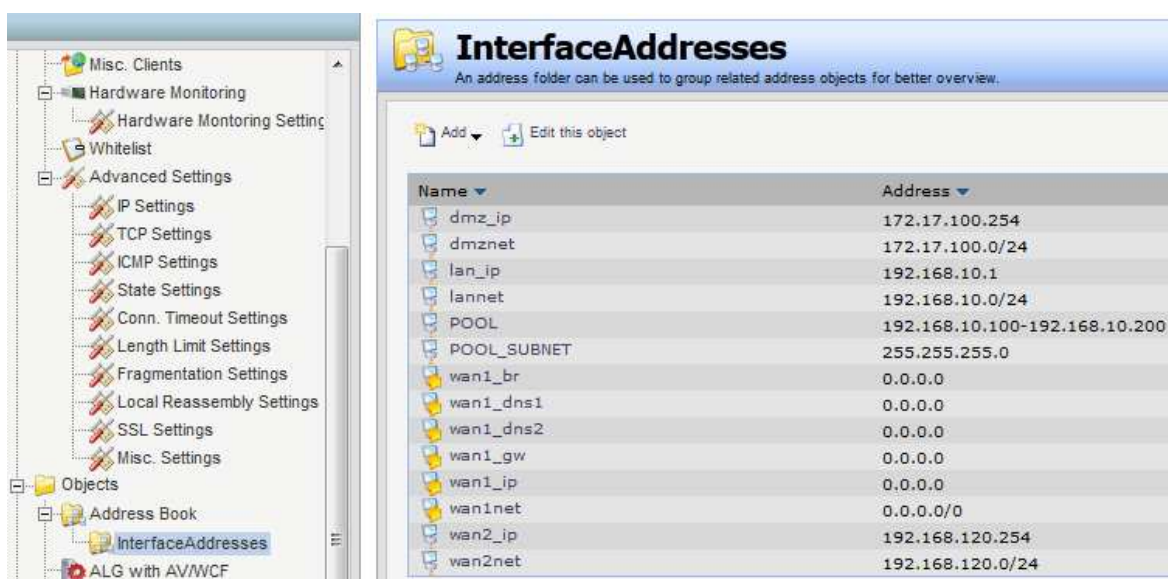 Misc. Clients
Hardware Monitoring
Hardware Montoring Setting
Whitelist
Advanced Settings
IP Settings
TCP Settings
ICMP Settings
State Settings
Conn. Timeout Settings
Length Limit Settings
Fragmentation Settings
Local Reassembly Settings
SSL Settings
Misc. Settings
Objects
Address Book
InterfaceAddresses
ALG with AV/WCF
InterfaceAddresses
An address folder can be used to group related address objects for better overview.
Add Edit this object
Name Address
dmz_ip 172.17.100.254
dmznet 172.17.100.0/24
lan_ip 192.168.10.1
lannet 192.168.10.0/24
POOL 192.168.10.100-192.168.10.200
POOL_SUBNET 255.255.255.0
wan1_br 0.0.0.0
wan1_dns1 0.0.0.0
wan1_dns2 0.0.0.0
wan1_gw 0.0.0.0
wan1_ip 0.0.0.0
wan1net 0.0.0.0/0
wan2_ip 192.168.120.254
wan2net 192.168.120.0/24